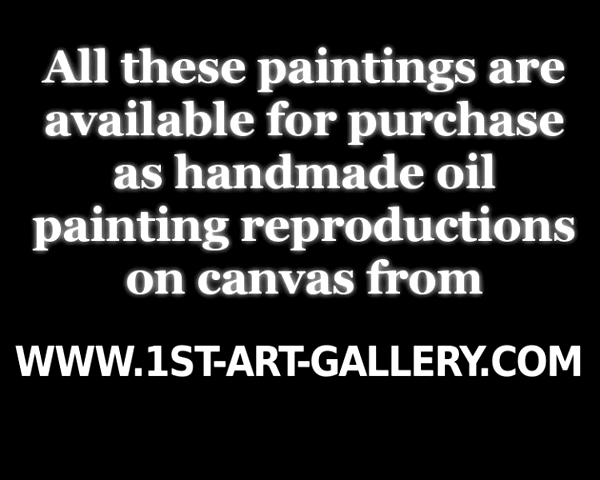 All these paintings are
available for purchase
as handmade oil
painting reproductions
on canvas from
WWW.1ST-ART-GALLERY.COM